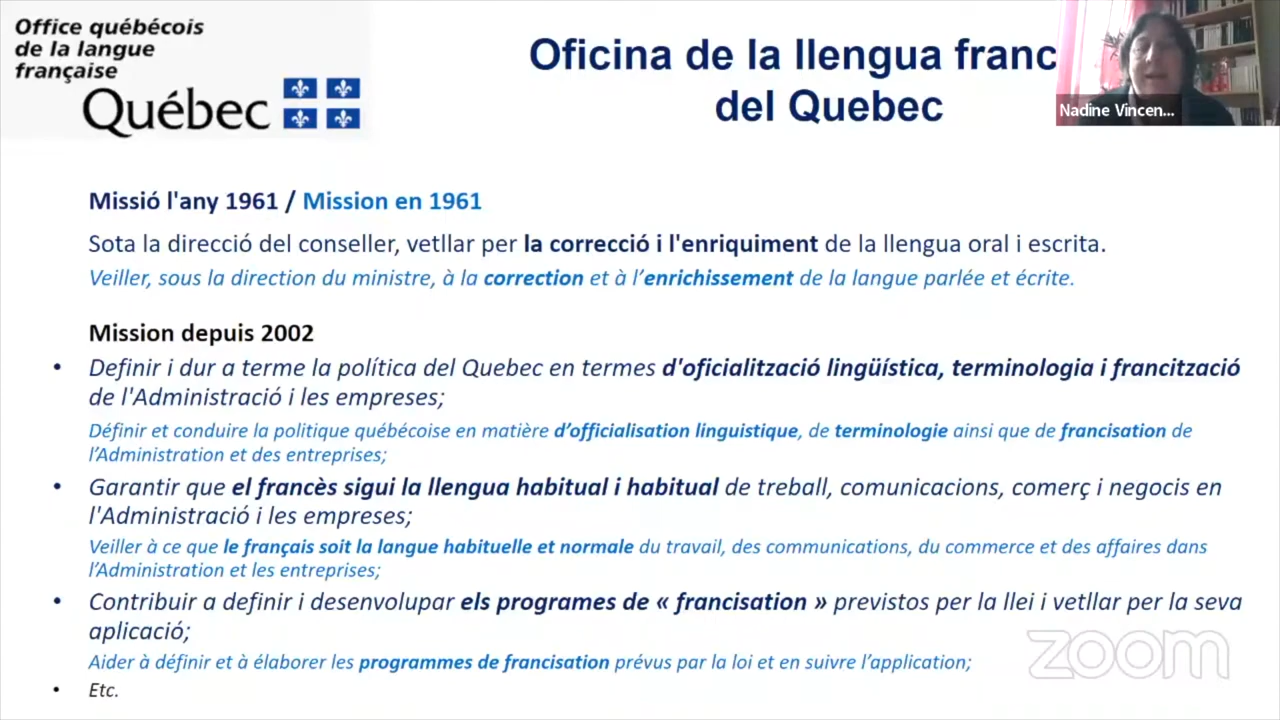 Office québécois
de la langue
française
Québec
Oficina de la llengua franc
del Quebec
Nadine Vincen...
Missió l'any 1961 / Mission en 1961
Sota la direcció del conseller, vetllar per la correcció i l'enriquiment de la llengua oral i escrita.
Veiller, sous la direction du ministre, à la correction et à l’enrichissement de la langue parlée et écrite.
Mission depuis 2002
• Definir i dur a terme la política del Quebec en termes d'oficialització lingüística, terminologia i francització
de l'Administració i les empreses;
Définir et conduire la politique québécoise en matière d’officialisation linguistique, de terminologie ainsi que de francisation de
l’Administration et des entreprises;
• Garantir que el francès sigui la llengua habitual i habitual de treball, comunicacions, comerç i negocis en
l'Administració i les empreses;
Veiller à ce que le français soit la langue habituelle et normale du travail, des communications, du commerce et des affaires dans
l’Administration et les entreprises;
• Contribuir a definir i desenvolupar els programes de « francisation » previstos per la llei i vetllar per la seva
aplicació;
Aider à définir et à élaborer les programmes de francisation prévus par la loi et en suivre l’application;
• Etc.
zoom